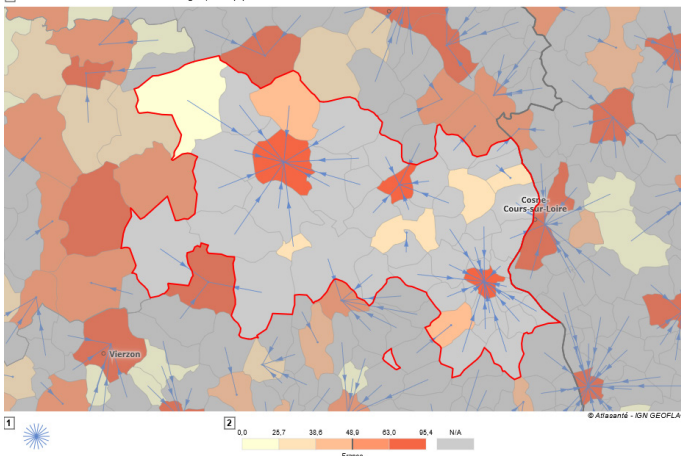 Cosne-
Cours-sur-Loire
Vierzon
© Atlasanté - IGN GEOFLA
1
2
0,0 25,7 38,6 48,9 63,0 95,4 N/A